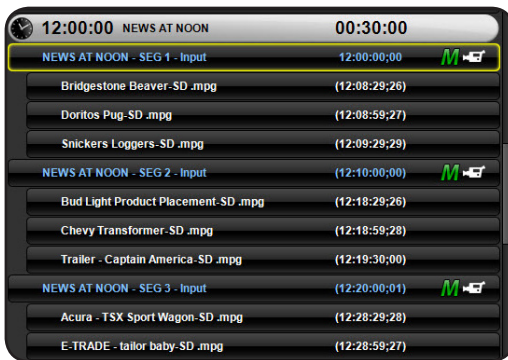 12:00:00 NEWS AT NOON 00:30:00
NEWS AT NOON - SEG 1 - Input 12:00:00;00 M
Bridgestone Beaver-SD .mpg (12:08:29;26)
Doritos Pug-SD .mpg (12:08:59;27)
Snickers Loggers-SD .mpg (12:09:29;29)
NEWS AT NOON - SEG 2 - Input (12:10:00;00) M
Bud Light Product Placement-SD .mpg (12:18:29;26)
Chevy Transformer-SD .mpg (12:18:59;28)
Trailer - Captain America-SD .mpg (12:19:30;00)
NEWS AT NOON - SEG 3 - Input (12:20:00;01) M
Acura - TSX Sport Wagon-SD .mpg (12:28:29;28)
E-TRADE - tailor baby-SD .mpg (12:28:59;27)